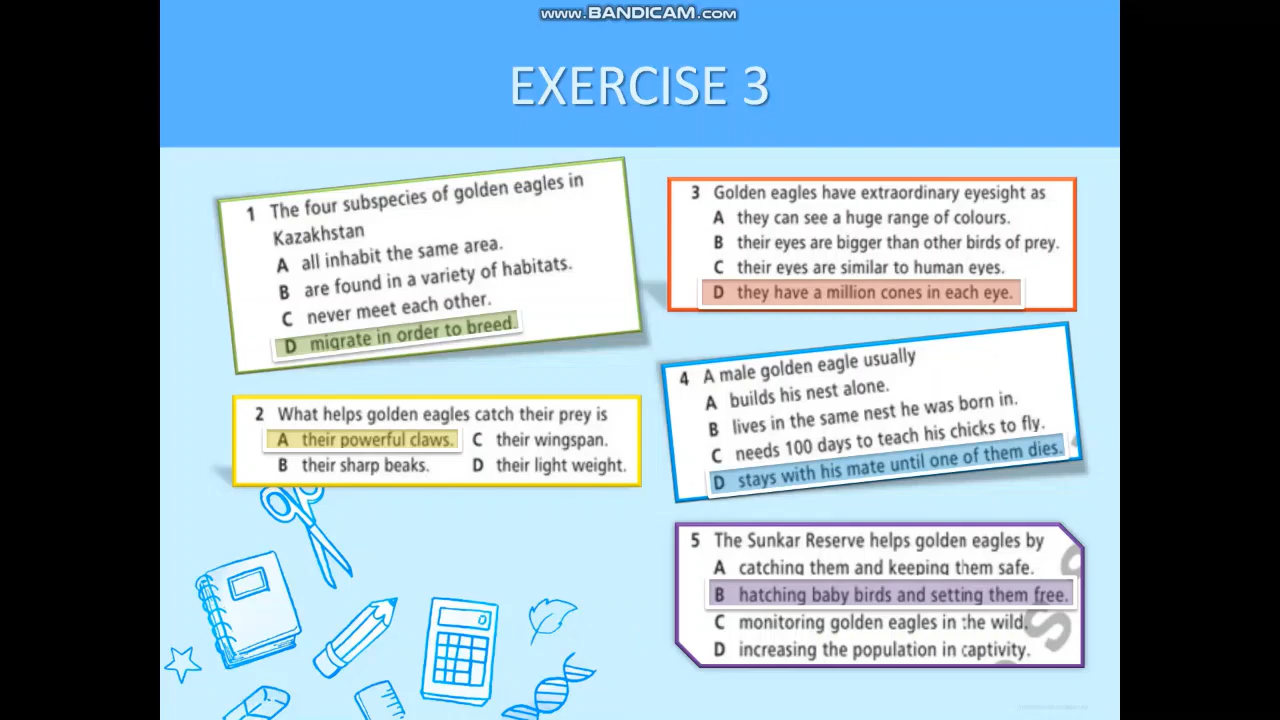 www.BANDICAM.com
EXERCISE 3
1 The four subspecies of golden eagles in
Kazakhstan
A all inhabit the same area.
B are found in a variety of habitats.
C never meet each other.
D migrate in order to breed.
2 What helps golden eagles catch their prey is
A their powerful claws. C their wingspan.
B their sharp beaks. D their light weight.
3 Golden eagles have extraordinary eyesight as
A they can see a huge range of colours.
B their eyes are bigger than other birds of prey.
C their eyes are similar to human eyes.
D they have a million cones in each eye.
4 A male golden eagle usually
A builds his nest alone.
B lives in the same nest he was born in.
C needs 100 days to teach his chicks to fly.
D stays with his mate until one of them dies.
5 The Sunkar Reserve helps golden eagles by
A catching them and keeping them safe.
B hatching baby birds and setting them free.
C monitoring golden eagles in the wild.
D increasing the population in captivity.